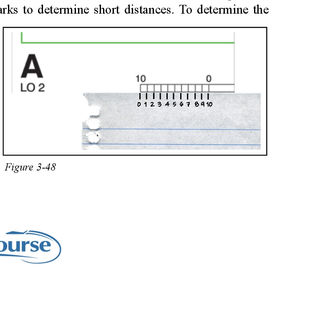 arks to determine short distances. To determine the
A
LO 2
10 0
0 1 2 3 4 5 6 7 8 9 10
Figure 3-48
ourse